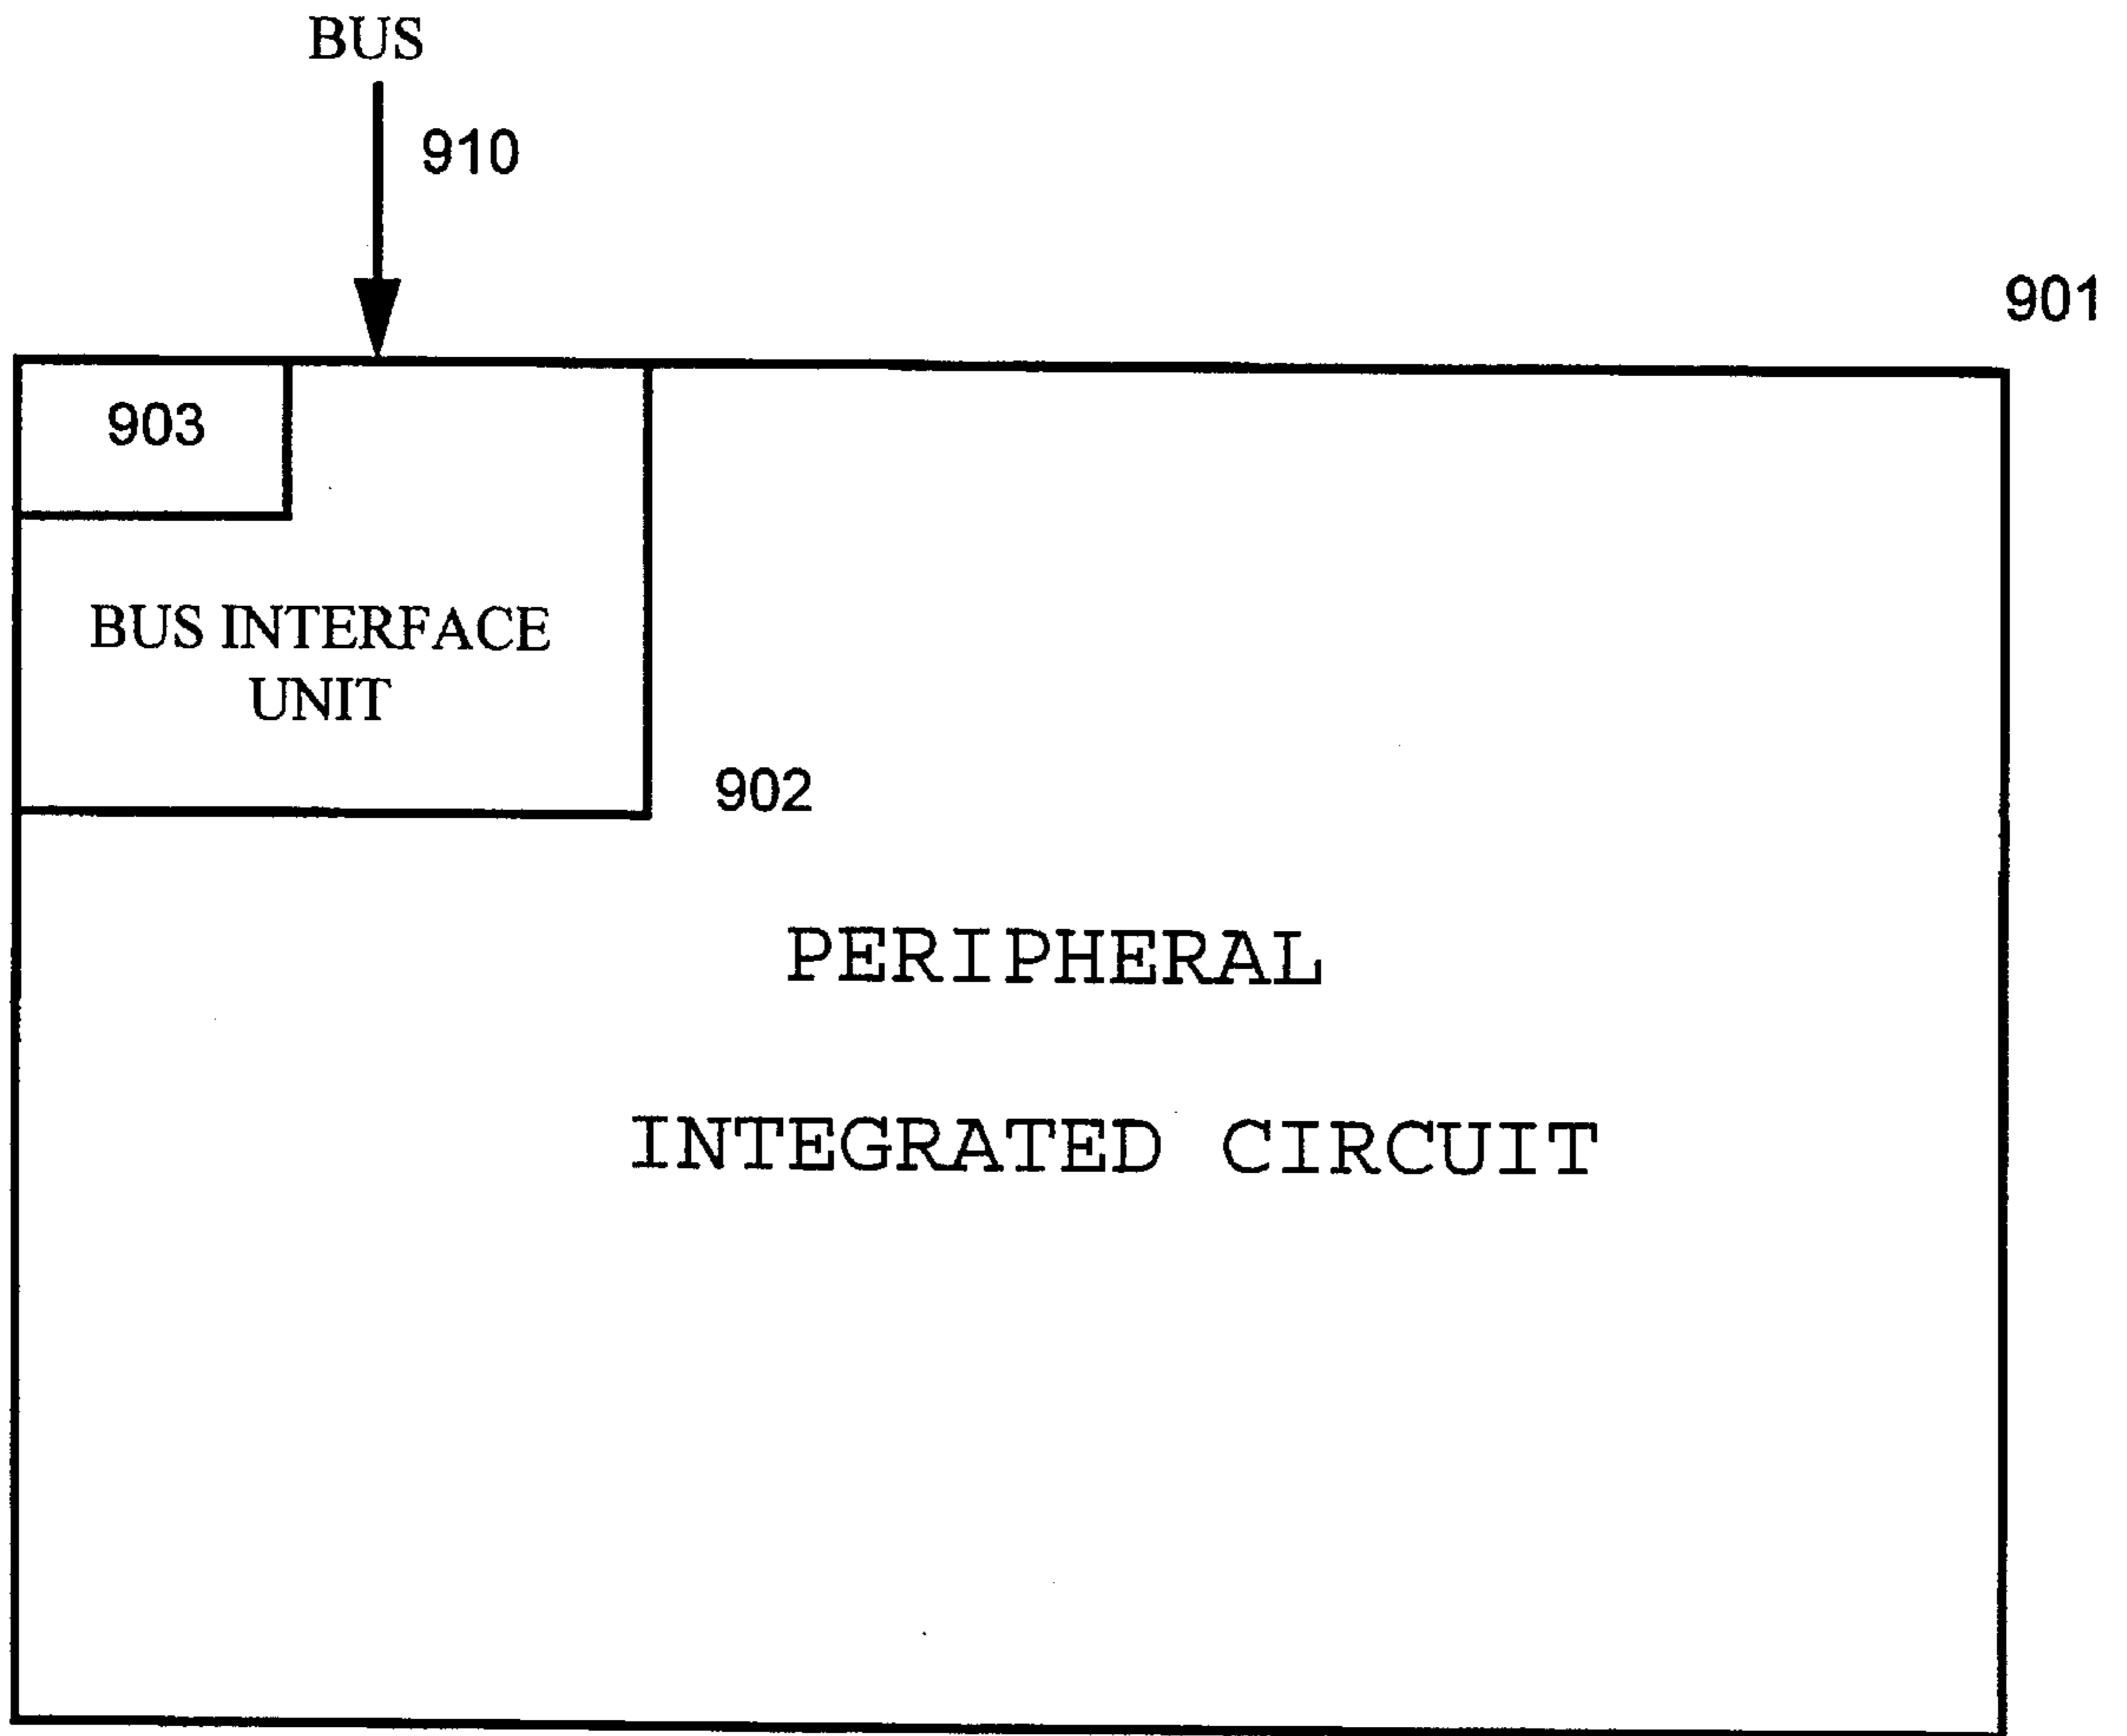 BUS
910
901
903
BUS INTERFACE
UNIT
902
PERIPHERAL
INTEGRATED CIRCUIT